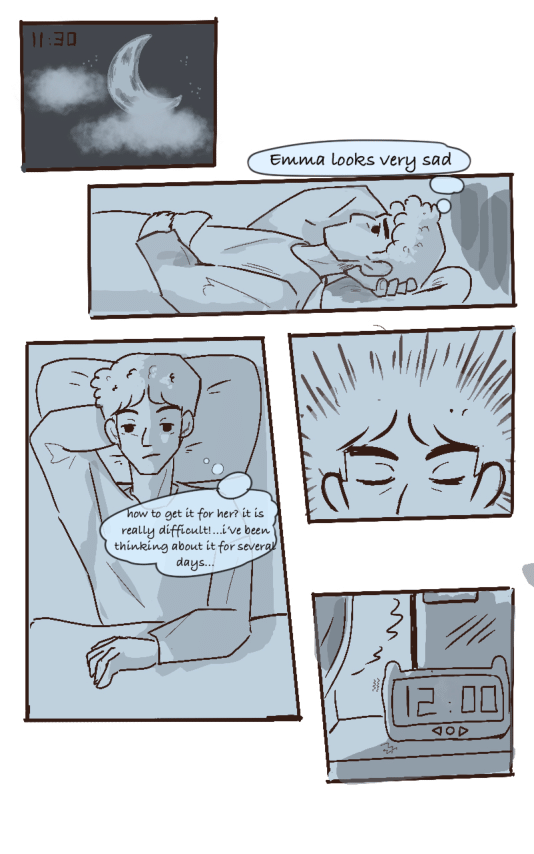 11:30
Emma looks very sad
how to get it for her? it is
really difficult!...i've been
thinking about it for several
days...
12:00